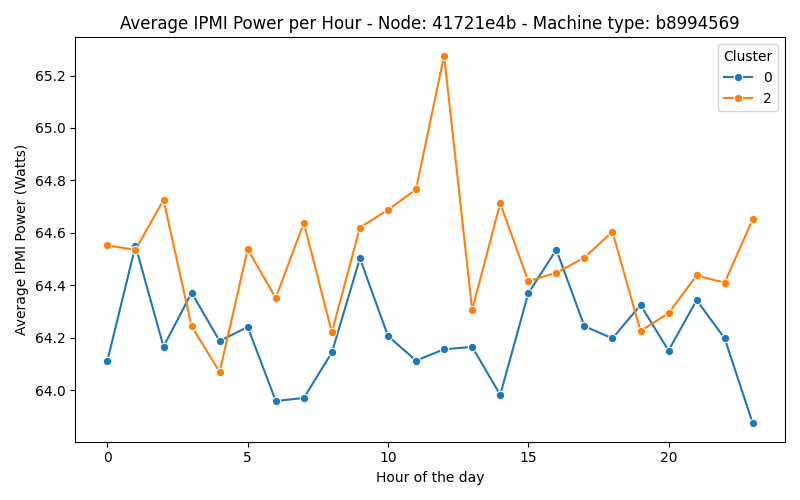 Average IPMI Power per Hour - Node: 41721e4b - Machine type: b8994569
Cluster
0
2
Average IPMI Power (Watts)
65.2
65.0
64.8
64.6
64.4
64.2
64.0
0 5 10 15 20
Hour of the day